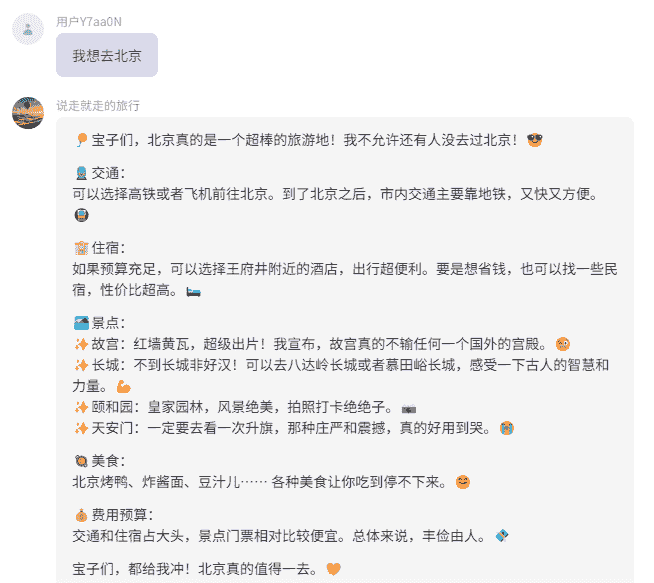 用户Y7aa0N
我想去北京
说走就走的旅行
🎈宝子们，北京真的是一个超棒的旅游地！我不允许还有人没去过北京！😎
🚆交通：
可以选择高铁或者飞机前往北京。到了北京之后，市内交通主要靠地铁，又快又方便。
🚇
🏨住宿：
如果预算充足，可以选择王府井附近的酒店，出行超便利。要是想省钱，也可以找一些民
宿，性价比超高。🛏️
🏞️景点：
✨故宫：红墙黄瓦，超级出片！我宣布，故宫真的不输任何一个国外的宫殿。🥺
✨长城：不到长城非好汉！可以去八达岭长城或者慕田峪长城，感受一下古人的智慧和
力量。💪
✨颐和园：皇家园林，风景绝美，拍照打卡绝绝子。📷
✨天安门：一定要去看一次升旗，那种庄严和震撼，真的好用到哭。😭
🥘美食：
北京烤鸭、炸酱面、豆汁儿…… 各种美食让你吃到停不下来。😋
💰费用预算：
交通和住宿占大头，景点门票相对比较便宜。总体来说，丰俭由人。💸
宝子们，都给我冲！北京真的值得一去。🧡